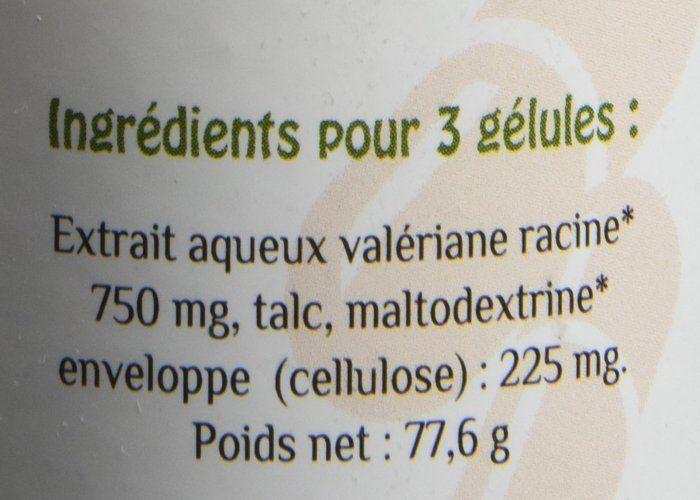 Ingrédients pour 3 gélules :
Extrait aqueux valériane racine*
750 mg, talc, maltodextrine*
enveloppe (cellulose) : 225 mg.
Poids net : 77,6 g